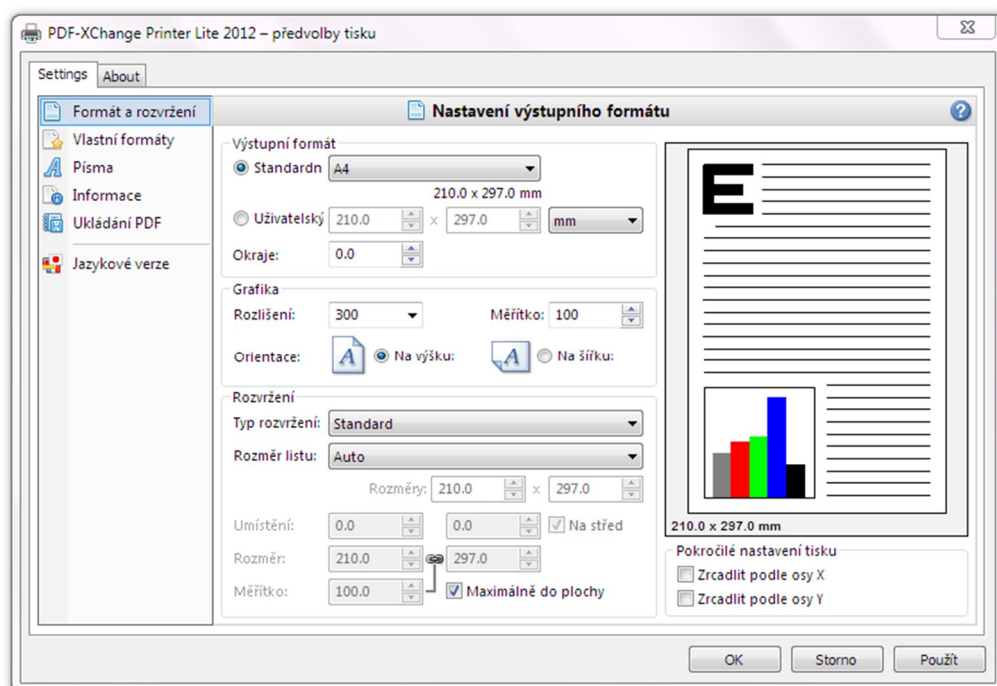 PDF-XChange Printer Lite 2012 – předvolby tisku
Settings About
Formát a rozvržení
Vlastní formáty
Písma
Informace
Ukládání PDF
Jazykové verze
Nastavení výstupního formátu
Výstupní formát
Standardn A4
210.0 x 297.0 mm
Uživatelský 210.0 x 297.0 mm
Okraje: 0.0
Grafika
Rozlišení: 300 Měřítko: 100
Orientace: A Na výšku: A Na šířku:
Rozvržení
Typ rozvržení: Standard
Rozměr listu: Auto
Rozměry: 210.0 x 297.0
Umístění: 0.0 0.0 Na střed
Rozměr: 210.0 297.0
Měřítko: 100.0 Maximálně do plochy
E
210.0 x 297.0 mm
Pokročilé nastavení tisku
Zrcadlit podle osy X
Zrcadlit podle osy Y
OK Storno Použít